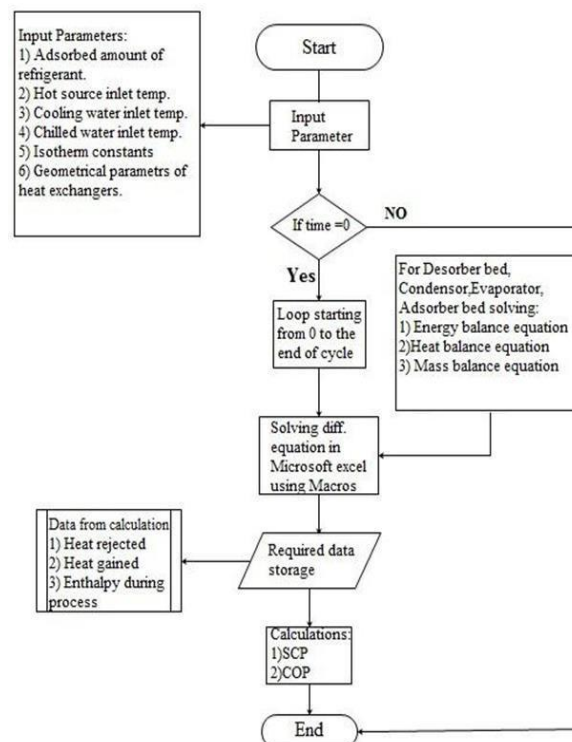 Start
Input Parameters:
1) Adsorbed amount of
refrigerant.
2) Hot source inlet temp.
3) Cooling water inlet temp.
4) Chilled water inlet temp.
5) Isotherm constants
6) Geometrical parametrs of
heat exchangers.
Input
Parameter
If time =0
NO
Yes
For Desorber bed,
Condensor,Evaporator,
Adsorber bed solving:
1) Energy balance equation
2)Heat balance equation
3) Mass balance equation
Loop starting
from 0 to the
end of cycle
Solving diff.
equation in
Microsoft excel
using Macros
Data from calculation
1) Heat rejected
2) Heat gained
3) Enthalpy during
process
Required data
storage
Calculations:
1)SCP
2)COP
End